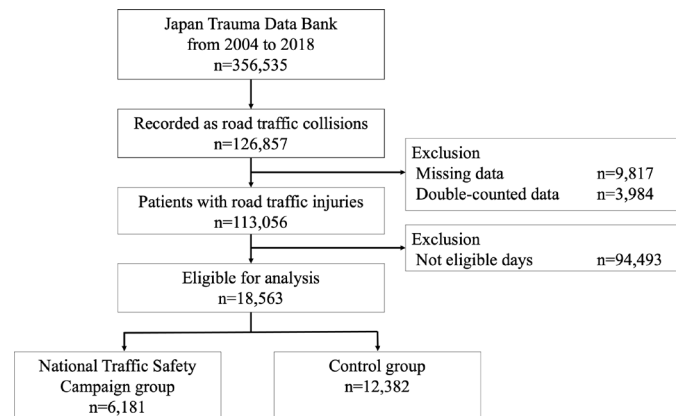 Japan Trauma Data Bank
from 2004 to 2018
n=356,535
Recorded as road traffic collisions
n=126,857
Exclusion
Missing data n=9,817
Double-counted data n=3,984
Patients with road traffic injuries
n=113,056
Exclusion
Not eligible days n=94,493
Eligible for analysis
n=18,563
National Traffic Safety
Campaign group
n=6,181
Control group
n=12,382